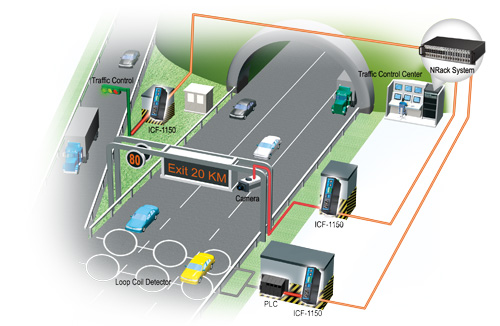 NRack System
Traffic Control Center
Traffic Control
ICF-1150
80
Exit 20 KM
Camera
ICF-1150
Loop Coil Detector
PLC
ICF-1150